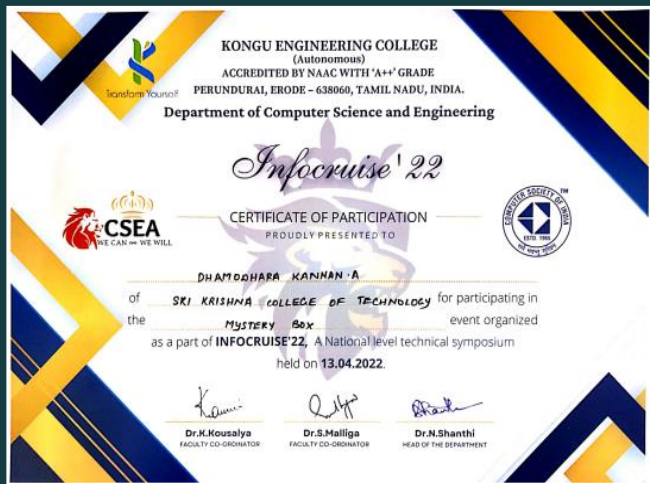 KONGU ENGINEERING COLLEGE
(Autonomous)
ACCREDITED BY NAAC WITH 'A++' GRADE
PERUNDURAI, ERODE – 638060, TAMIL NADU, INDIA.
Transform Yourself
Department of Computer Science and Engineering
Infocruise'22
CSEA
WE CAN WE WILL
CERTIFICATE OF PARTICIPATION
PROUDLY PRESENTED TO
COMPUTER SOCIETY OF INDIA
TM
ESTD. 1965
DHAMODHARA KANNAN.A
of SRI KRISHNA COLLEGE OF TECHNOLOGY for participating in
the MYSTERY BOX event organized
as a part of INFOCRUISE'22, A National level technical symposium
held on 13.04.2022.
Dr.K.Kousalya Dr.S.Malliga Dr.N.Shanthi
FACULTY CO-ORDINATOR FACULTY CO-ORDINATOR HEAD OF THE DEPARTMENT